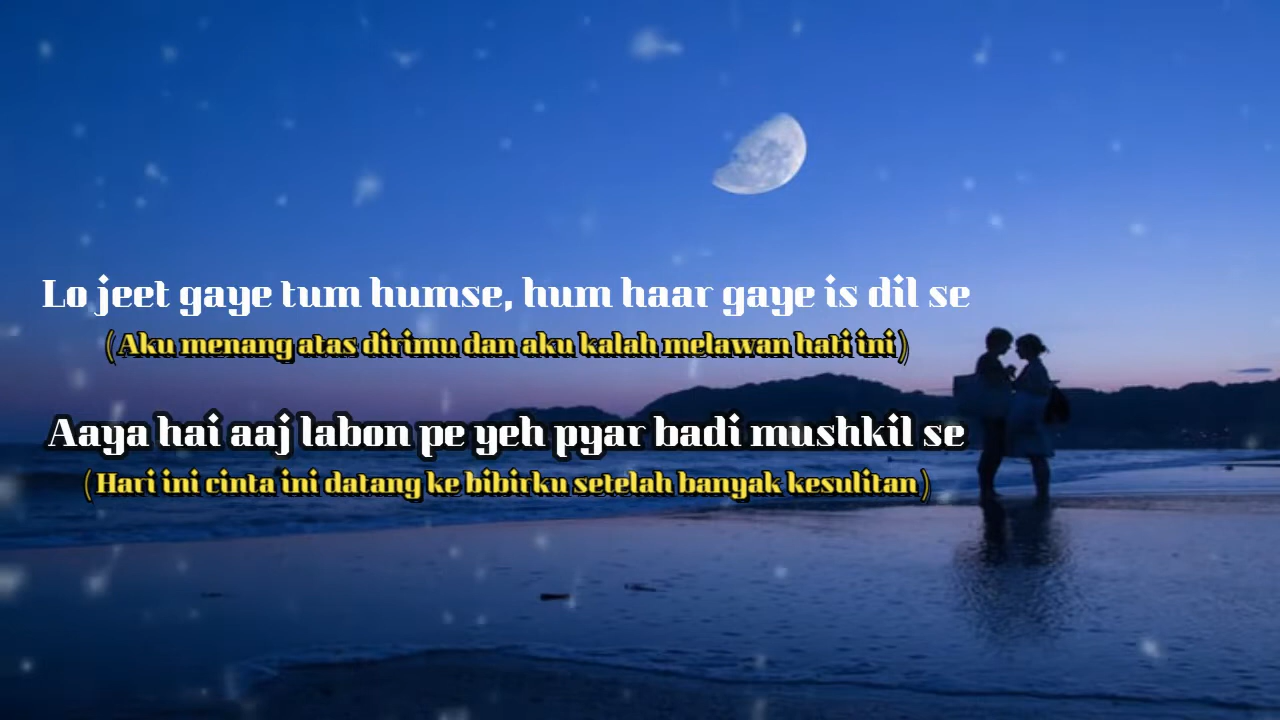 Lo jeet gaye tum humse, hum haar gaye is dil se
(Aku menang atas dirimu dan aku kalah melawan hati ini)
Aaya hai aaj labon pe yeh pyar badi mushkil se
(Hari ini cinta ini datang ke bibirku setelah banyak kesulitan)